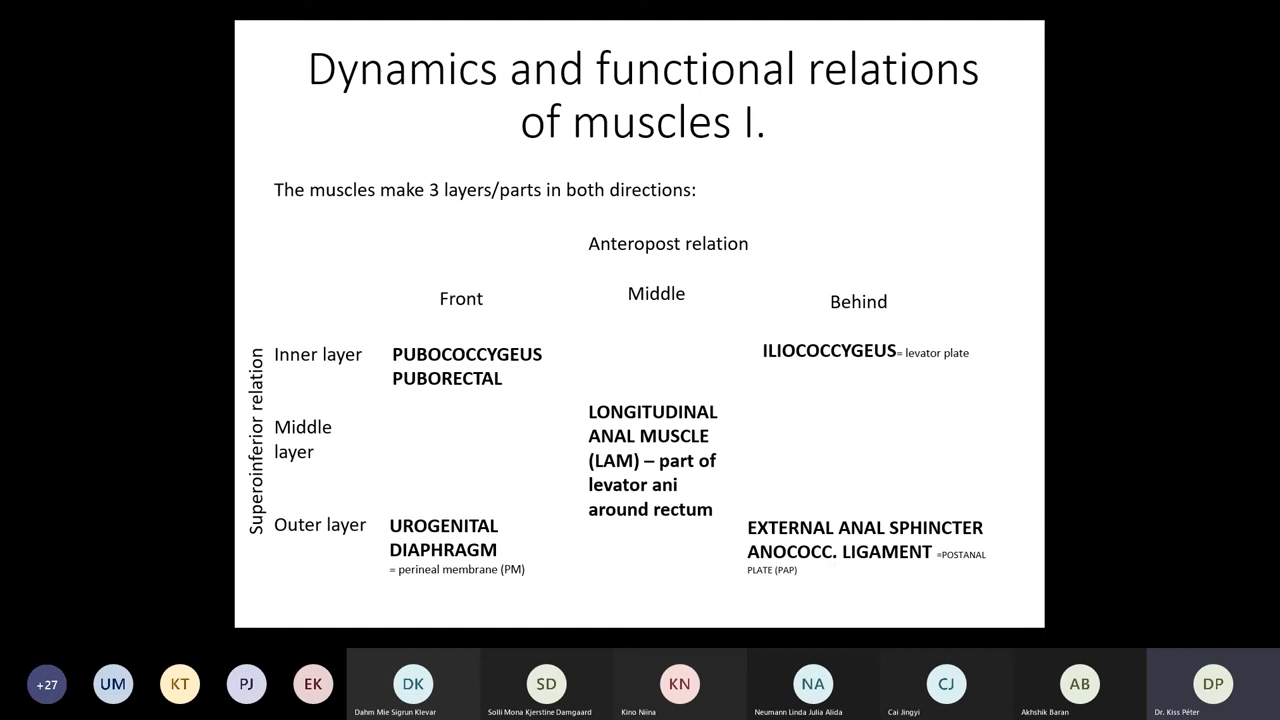 Dynamics and functional relations
of muscles I.
The muscles make 3 layers/parts in both directions:
Anteropost relation
Front
Middle
Behind
Superoinferior relation
Inner layer
PUBOCOCCYGEUS
PUBORECTAL
ILIOCOCCYGEUS= levator plate
Middle
layer
LONGITUDINAL
ANAL MUSCLE
(LAM) – part of
levator ani
around rectum
Outer layer
UROGENITAL
DIAPHRAGM
= perineal membrane (PM)
EXTERNAL ANAL SPHINCTER
ANOCOCC. LIGAMENT =POSTANAL
PLATE (PAP)
+27
UM
KT
PJ
EK
DK
Dahm Mie Sigrun Klevar
SD
Solli Mona Kjerstine Damgaard
KN
Kino Niina
NA
Neumann Linda Julia Alida
CJ
Cai Jingyi
AB
Akhshik Baran
DP
Dr. Kiss Péter